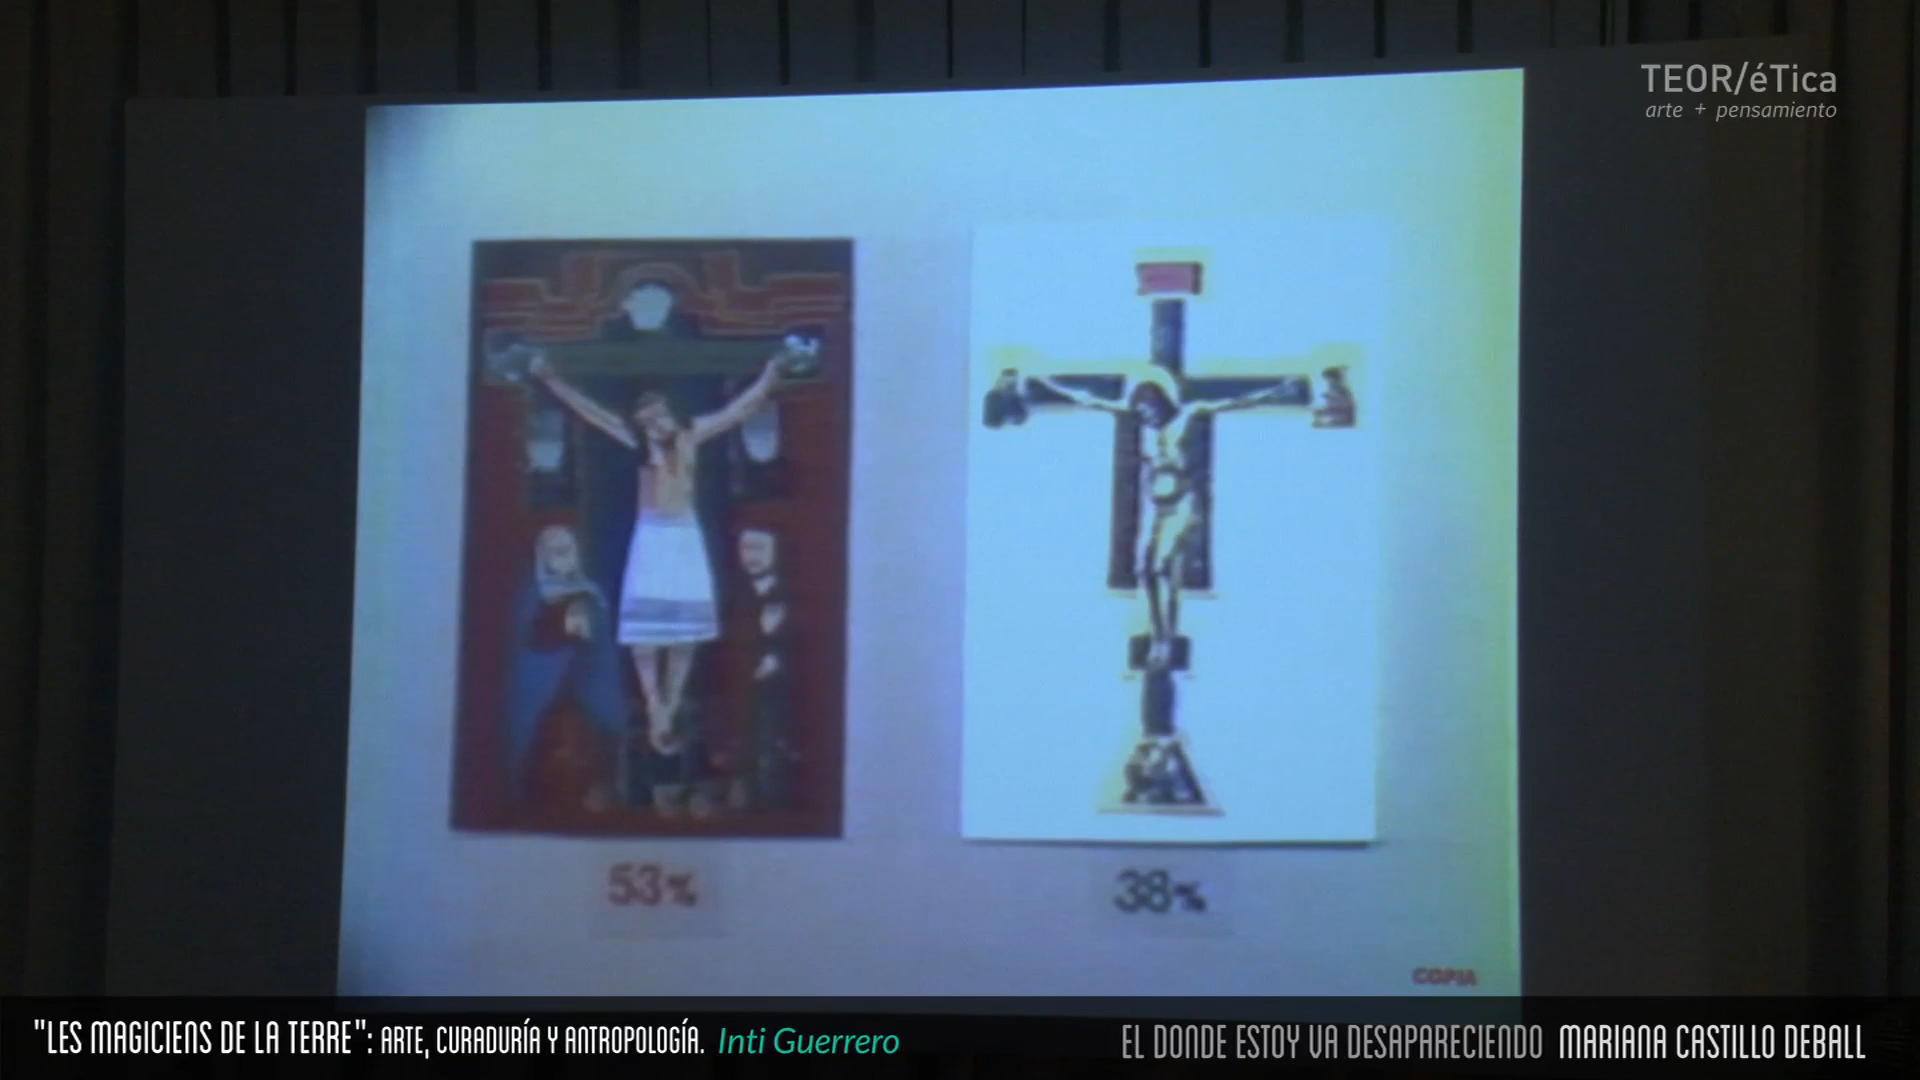 TEOR/éTica
arte + pensamiento
53%
38%
COPIA
"LES MAGICIENS DE LA TERRE": ARTE, CURADURÍA Y ANTROPOLOGÍA. Inti Guerrero
EL DONDE ESTOY VA DESAPARECIENDO MARIANA CASTILLO DEBALL